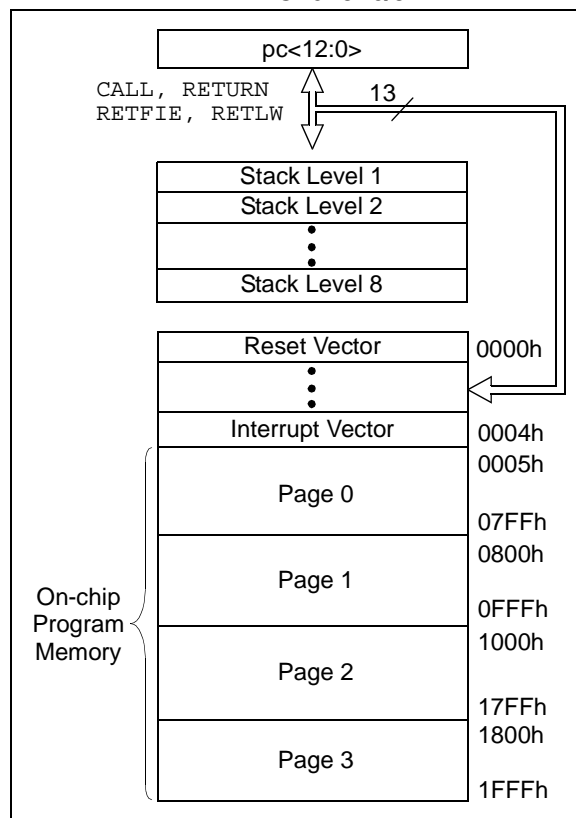 pc<12:0>
CALL, RETURN
RETFIE, RETLW
13
Stack Level 1
Stack Level 2
Stack Level 8
Reset Vector
0000h
Interrupt Vector
0004h
0005h
Page 0
07FFh
0800h
Page 1
0FFFh
On-chip
Program
Memory
1000h
Page 2
17FFh
1800h
Page 3
1FFFh